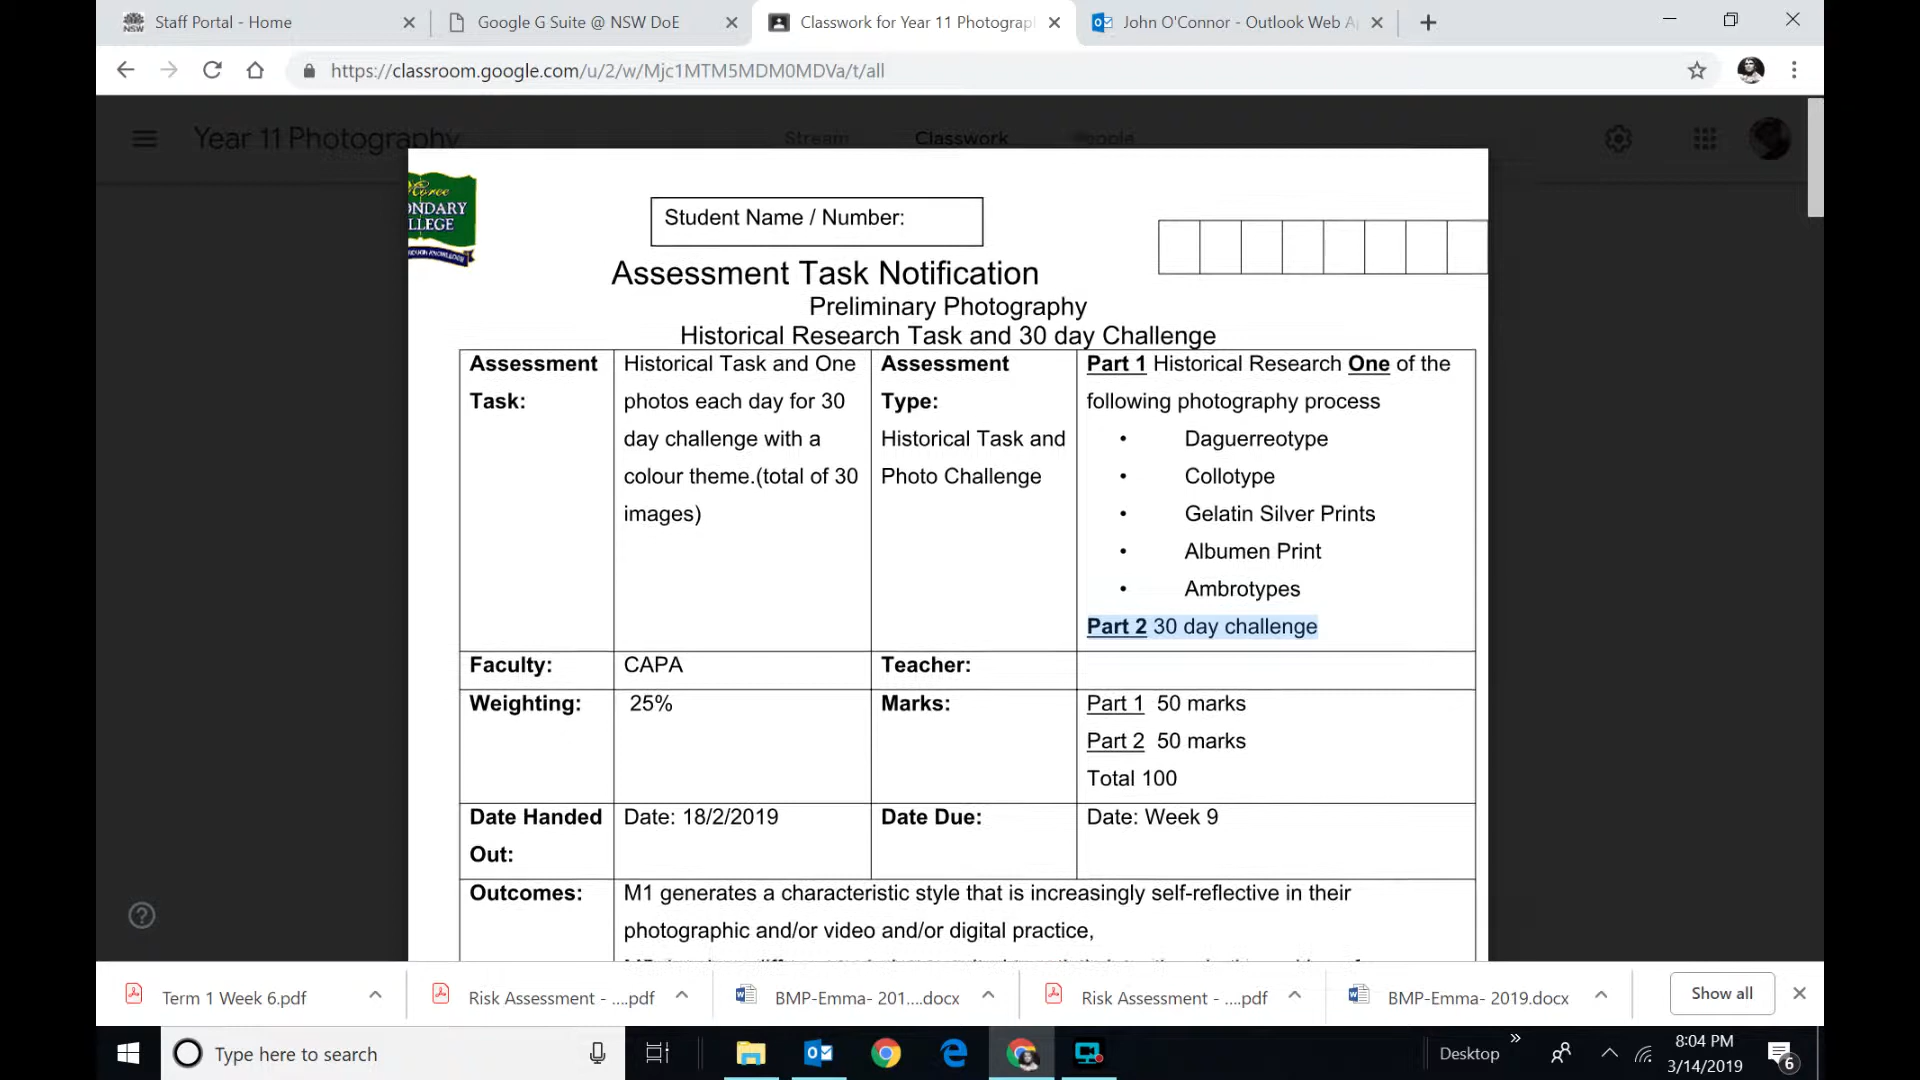 Staff Portal - Home
Google G Suite @ NSW DoE
Classwork for Year 11 Photograp
John O'Connor - Outlook Web A
https://classroom.google.com/u/2/w/Mjc1MTM5MDM0MDVa/t/all
Year 11 Photography
Stream
Classwork
People
NDARY
LLEGE
Student Name / Number:
Assessment Task Notification
Preliminary Photography
Historical Research Task and 30 day Challenge
Assessment
Task:
Historical Task and One
photos each day for 30
day challenge with a
colour theme.(total of 30
images)
Assessment
Type:
Historical Task and
Photo Challenge
Part 1 Historical Research One of the
following photography process
• Daguerreotype
• Collotype
• Gelatin Silver Prints
• Albumen Print
• Ambrotypes
Part 2 30 day challenge
Faculty:
CAPA
Teacher:
Weighting:
25%
Marks:
Part 1 50 marks
Part 2 50 marks
Total 100
Date Handed
Out:
Date: 18/2/2019
Date Due:
Date: Week 9
Outcomes:
M1 generates a characteristic style that is increasingly self-reflective in their
photographic and/or video and/or digital practice,
Term 1 Week 6.pdf
Risk Assessment - ....pdf
BMP-Emma- 201....docx
Risk Assessment - ....pdf
BMP-Emma- 2019.docx
Show all
Type here to search
Desktop
8:04 PM
3/14/2019
6